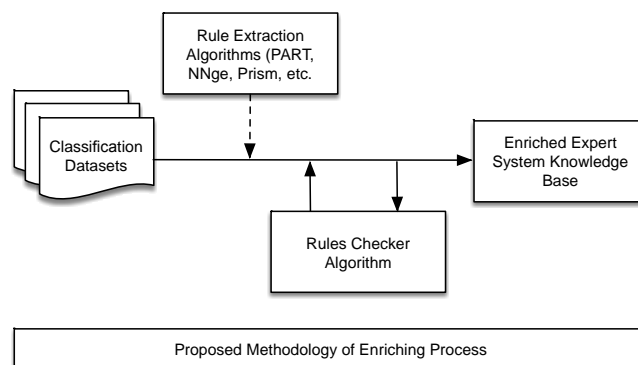 Rule Extraction
Algorithms (PART,
NNge, Prism, etc.
Classification
Datasets
Enriched Expert
System Knowledge
Base
Rules Checker
Algorithm
Proposed Methodology of Enriching Process